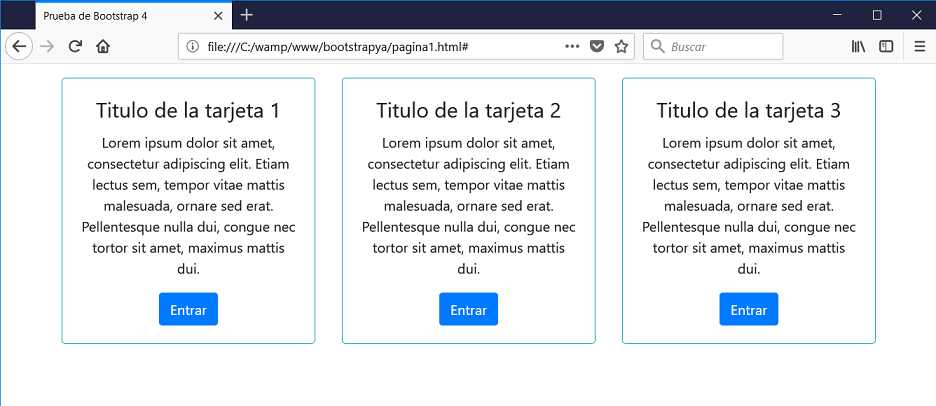 Prueba de Bootstrap 4
file:///C:/wamp/www/bootstrapya/pagina1.html#
Buscar
Titulo de la tarjeta 1
Lorem ipsum dolor sit amet,
consectetur adipiscing elit. Etiam
lectus sem, tempor vitae mattis
malesuada, ornare sed erat.
Pellentesque nulla dui, congue nec
tortor sit amet, maximus mattis
dui.
Entrar
Titulo de la tarjeta 2
Lorem ipsum dolor sit amet,
consectetur adipiscing elit. Etiam
lectus sem, tempor vitae mattis
malesuada, ornare sed erat.
Pellentesque nulla dui, congue nec
tortor sit amet, maximus mattis
dui.
Entrar
Titulo de la tarjeta 3
Lorem ipsum dolor sit amet,
consectetur adipiscing elit. Etiam
lectus sem, tempor vitae mattis
malesuada, ornare sed erat.
Pellentesque nulla dui, congue nec
tortor sit amet, maximus mattis
dui.
Entrar